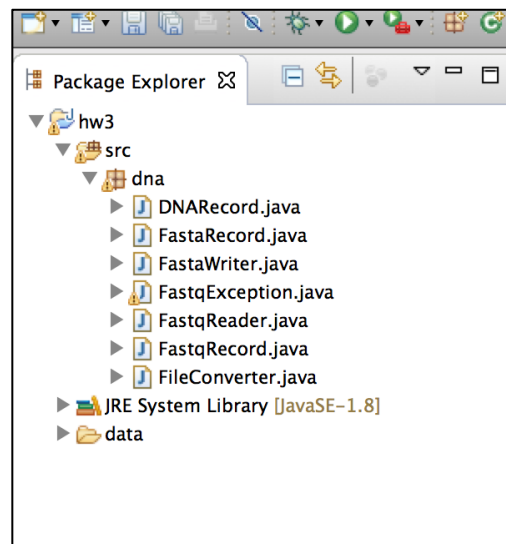 Package Explorer
hw3
src
dna
DNARecord.java
FastaRecord.java
FastaWriter.java
FastqException.java
FastqReader.java
FastqRecord.java
FileConverter.java
JRE System Library [JavaSE-1.8]
data